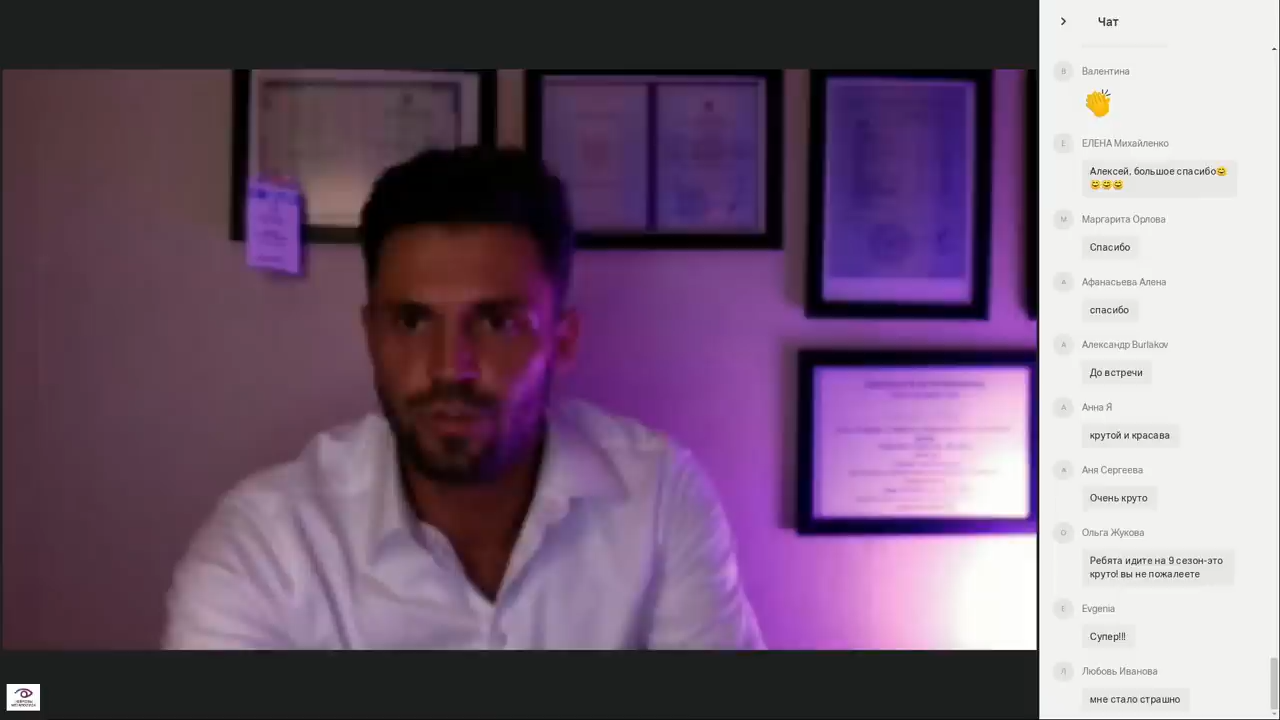 Чат
В
Валентина
Е
ЕЛЕНА Михайленко
Алексей, большое спасибо😊
😊😊😊
М
Маргарита Орлова
Спасибо
А
Афанасьева Алена
спасибо
А
Александр Burlakov
До встречи
А
Анна Я
крутой и красава
А
Аня Сергеева
Очень круто
О
Ольга Жукова
Ребята идите на 9 сезон-это
круто! вы не пожалеете
E
Evgenia
Супер!!!
Л
Любовь Иванова
мне стало страшно